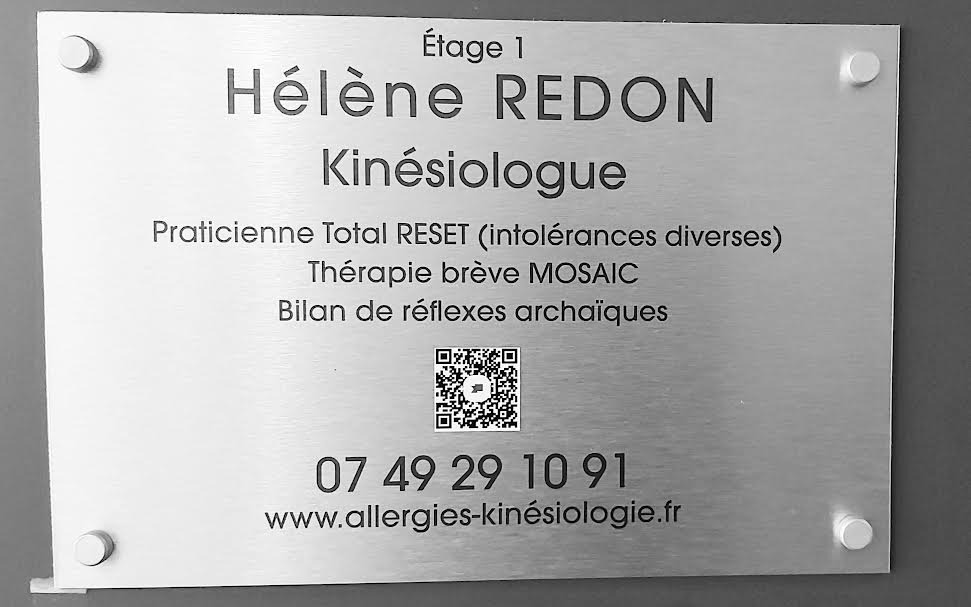 Étage 1
Hélène REDON
Kinésiologue
Praticienne Total RESET (intolérances diverses)
Thérapie brève MOSAIC
Bilan de réflexes archaïques
07 49 29 10 91
www.allergies-kinésiologie.fr